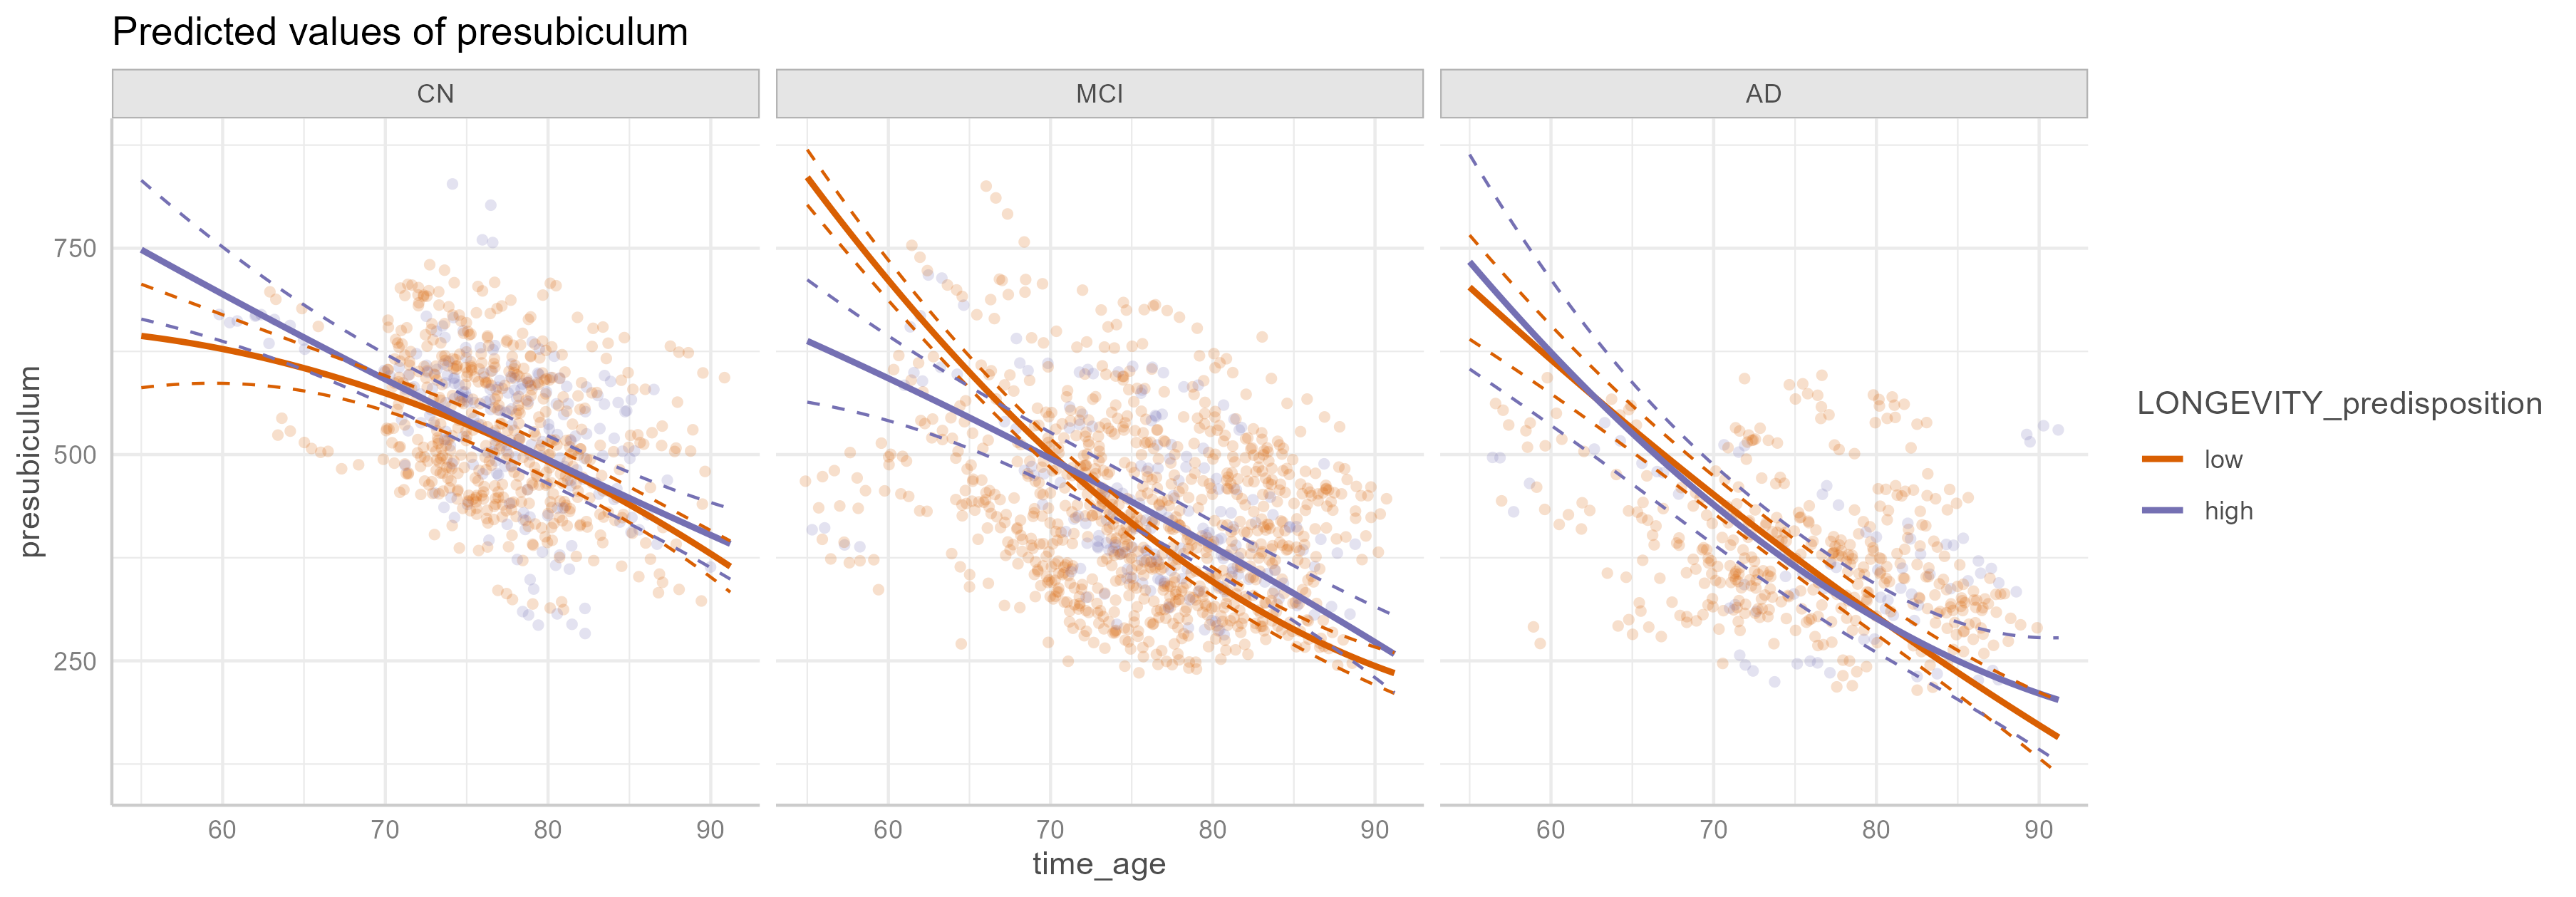 Predicted values of presubiculum
CN
MCI
AD
presubiculum
750
500
250
60
70
80
90
60
70
80
90
60
70
80
90
time_age
LONGEVITY_predisposition
low
high